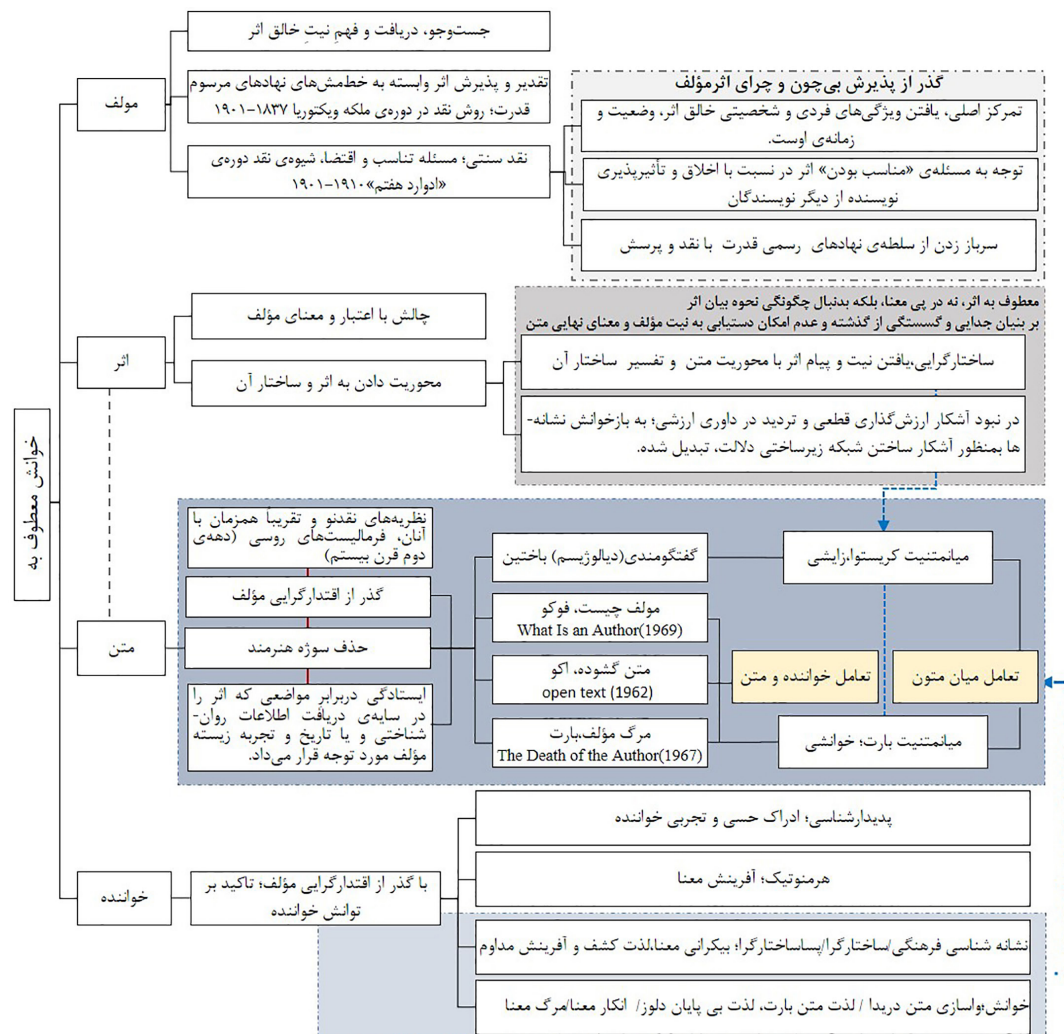 خوانش معطوف به
مولف
جست‌وجو، دریافت و فهمِ نیتِ خالق اثر
تقدیر و پذیرش اثر وابسته به خط‌مش‌های نهادهای مرسوم
قدرت؛ روش نقد در دوره‌ی ملکه ویکتوریا ۱۸۳۷-۱۹۰۱
نقد سنتی؛ مسئله تناسب و اقتضا، شیوه‌ی نقد دوره‌ی
«ادوارد هفتم»۱۹۱۰-۱۹۰۱
گذر از پذیرش بی‌چون و چرای اثرمؤلف
تمرکز اصلی، یافتن ویژگی‌های فردی و شخصیتی خالق اثر، وضعیت و
زمانه‌ی اوست.
توجه به مسئله‌ی «مناسب بودن» اثر در نسبت با اخلاق و تأثیرپذیری
نویسنده از دیگر نویسندگان
سرباز زدن از سلطه‌ی نهادهای رسمی قدرت با نقد و پرسش
اثر
چالش با اعتبار و معنای مؤلف
محوریت دادن به اثر و ساختار آن
معطوف به اثر، نه در پی معنا، بلکه بدنبال چگونگی نحوه بیان اثر
بر بنیان جدایی و گسستگی از گذشته و عدم امکان دستیابی به نیت مؤلف و معنای نهایی متن
ساختارگرایی،یافتن نیت و پیام اثر با محوریت متن و تفسیر ساختار آن
در نبود آشکار ارزش‌گذاری قطعی و تردید در داوری ارزشی؛ به بازخوانش نشانه-
ها بمنظور آشکار ساختن شبکه زیرساختی دلالت، تبدیل شده.
متن
نظریه‌های نقدنو و تقریباً همزمان با
آنان، فرمالیست‌های روسی (دهه‌ی
دوم قرن بیستم)
گذر از اقتدارگرایی مؤلف
حذف سوژه هنرمند
ایستادگی دربرابر مواضعی که اثر را
در سایه‌ی دریافت اطلاعات روان-
شناختی و یا تاریخ و تجربه زیسته
مؤلف مورد توجه قرار می‌داد.
گفتگومندی(دیالوژیسم) باختین
مولف چیست، فوکو
What Is an Author(1969)
متن گشوده، اکو
open text (1962)
مرگ مؤلف،بارت
The Death of the Author(1967)
میانمتنیت کریستوا،زایشی
تعامل خواننده و متن
تعامل میان متون
میانمتنیت بارت؛ خوانشی
خواننده
با گذر از اقتدارگرایی مؤلف؛ تاکید بر
توانش خواننده
پدیدارشناسی؛ ادراک حسی و تجربی خواننده
هرمنوتیک؛ آفرینش معنا
نشانه شناسی فرهنگی/ساختارگرا/پساساختارگرا؛ بیکرانی معنا،لذت کشف و آفرینش مداوم
خوانش؛واسازی متن دریدا / لذت متن بارت، لذت بی پایان دلوز/ انکار معنا/مرگ معنا